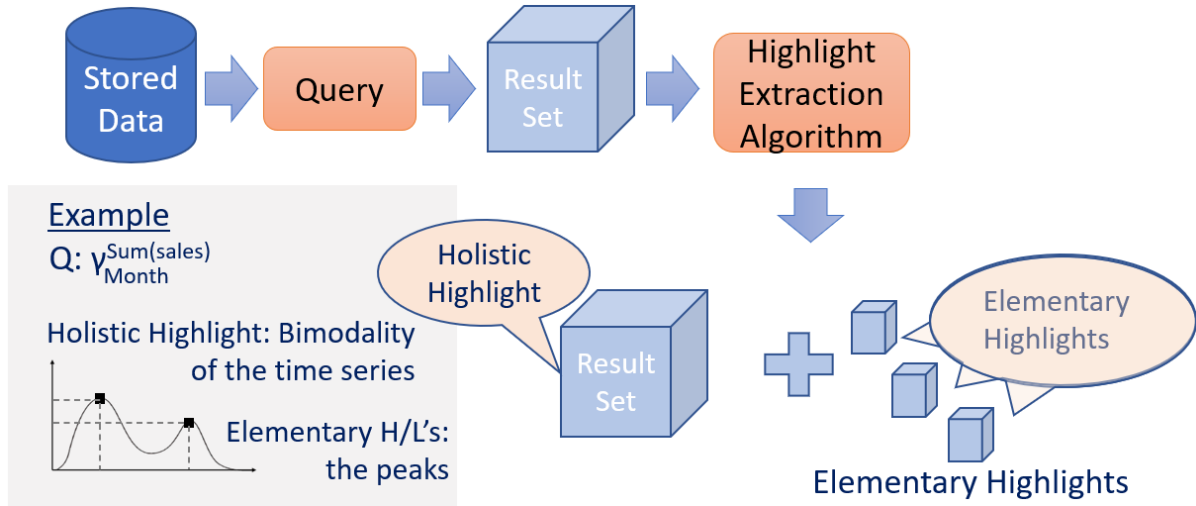 Stored
Data
Query
Result
Set
Highlight
Extraction
Algorithm
Example
Q: γ Sum(sales)
Month
Holistic Highlight: Bimodality
of the time series
Elementary H/L's:
the peaks
Holistic
Highlight
Result
Set
Elementary
Highlights
Elementary Highlights